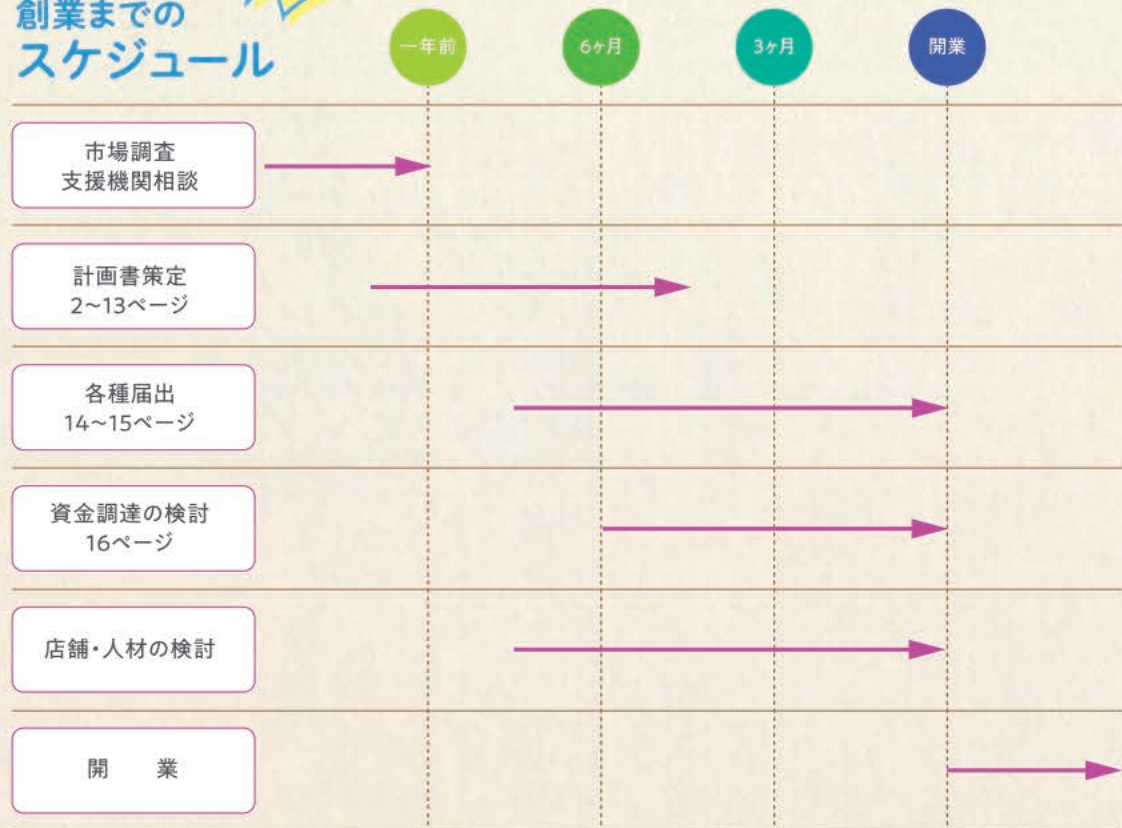 創業までの
スケジュール
一年前
6ヶ月
3ヶ月
開業
市場調査
支援機関相談
計画書策定
2~13ページ
各種届出
14~15ページ
資金調達の検討
16ページ
店舗・人材の検討
開　業